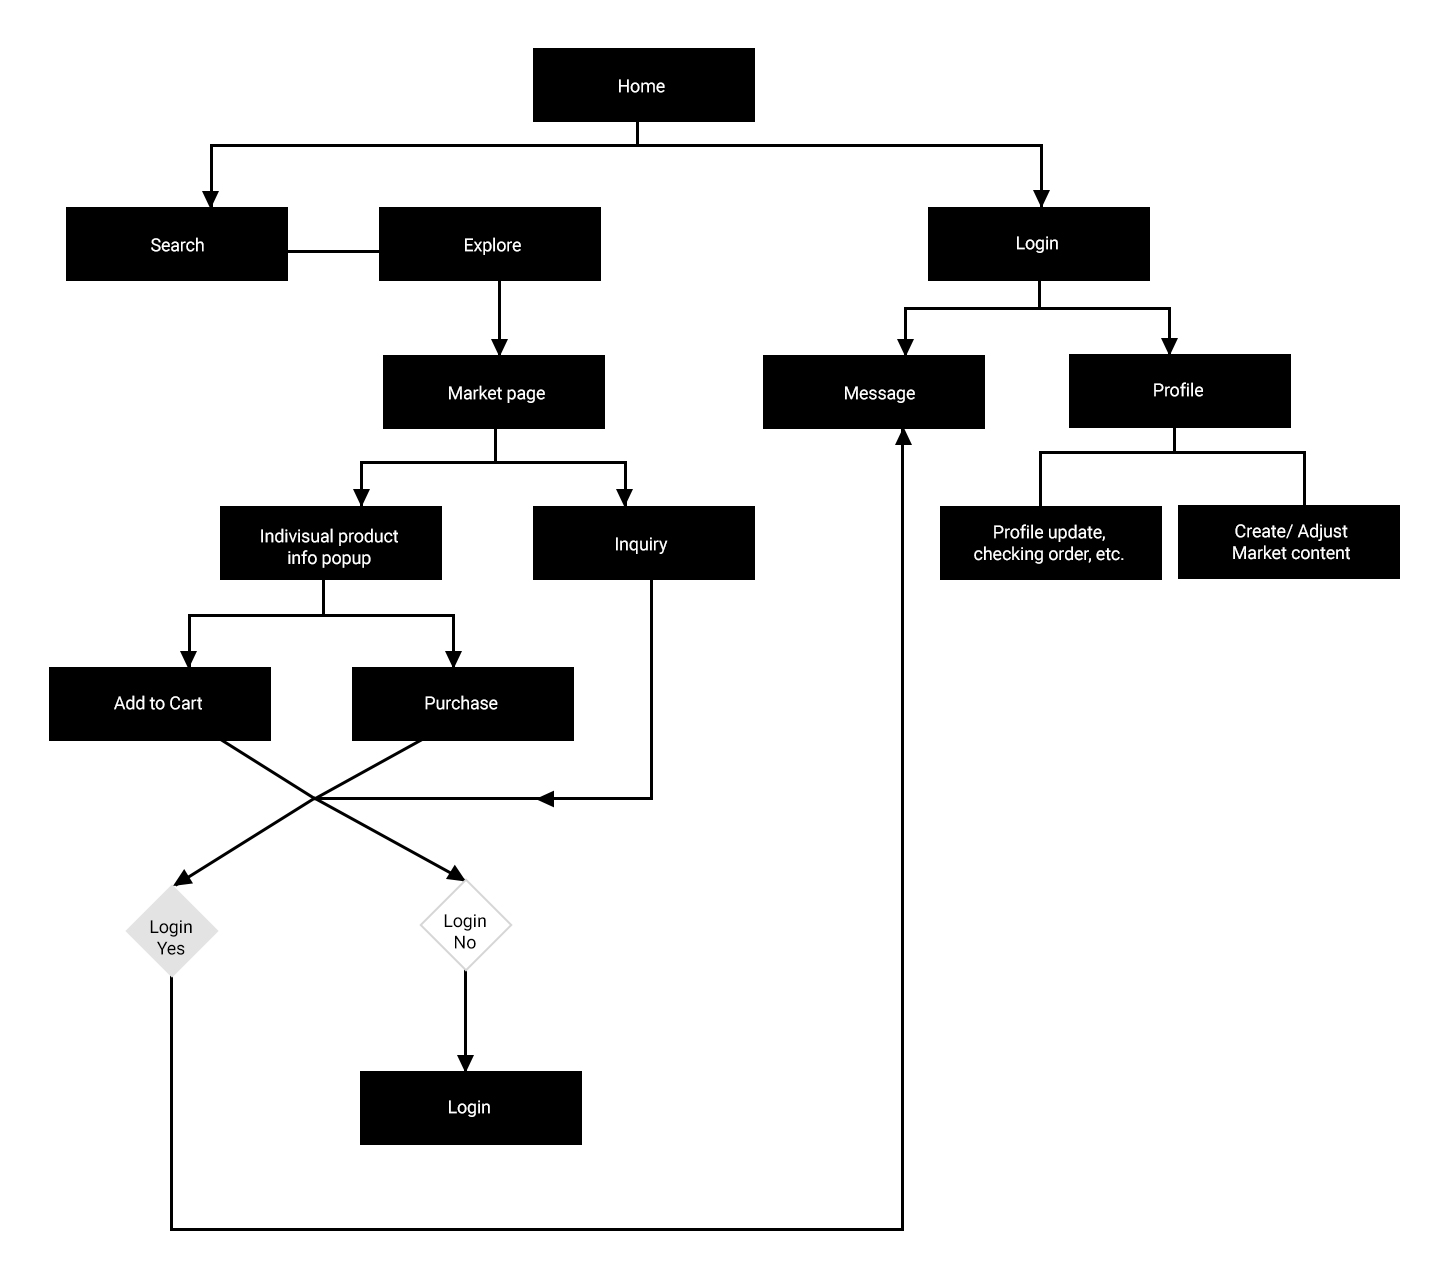 Home
Search
Explore
Login
Market page
Message
Profile
Indivisual product
info popup
Inquiry
Profile update,
checking order, etc.
Create/ Adjust
Market content
Add to Cart
Purchase
Login
Yes
Login
No
Login